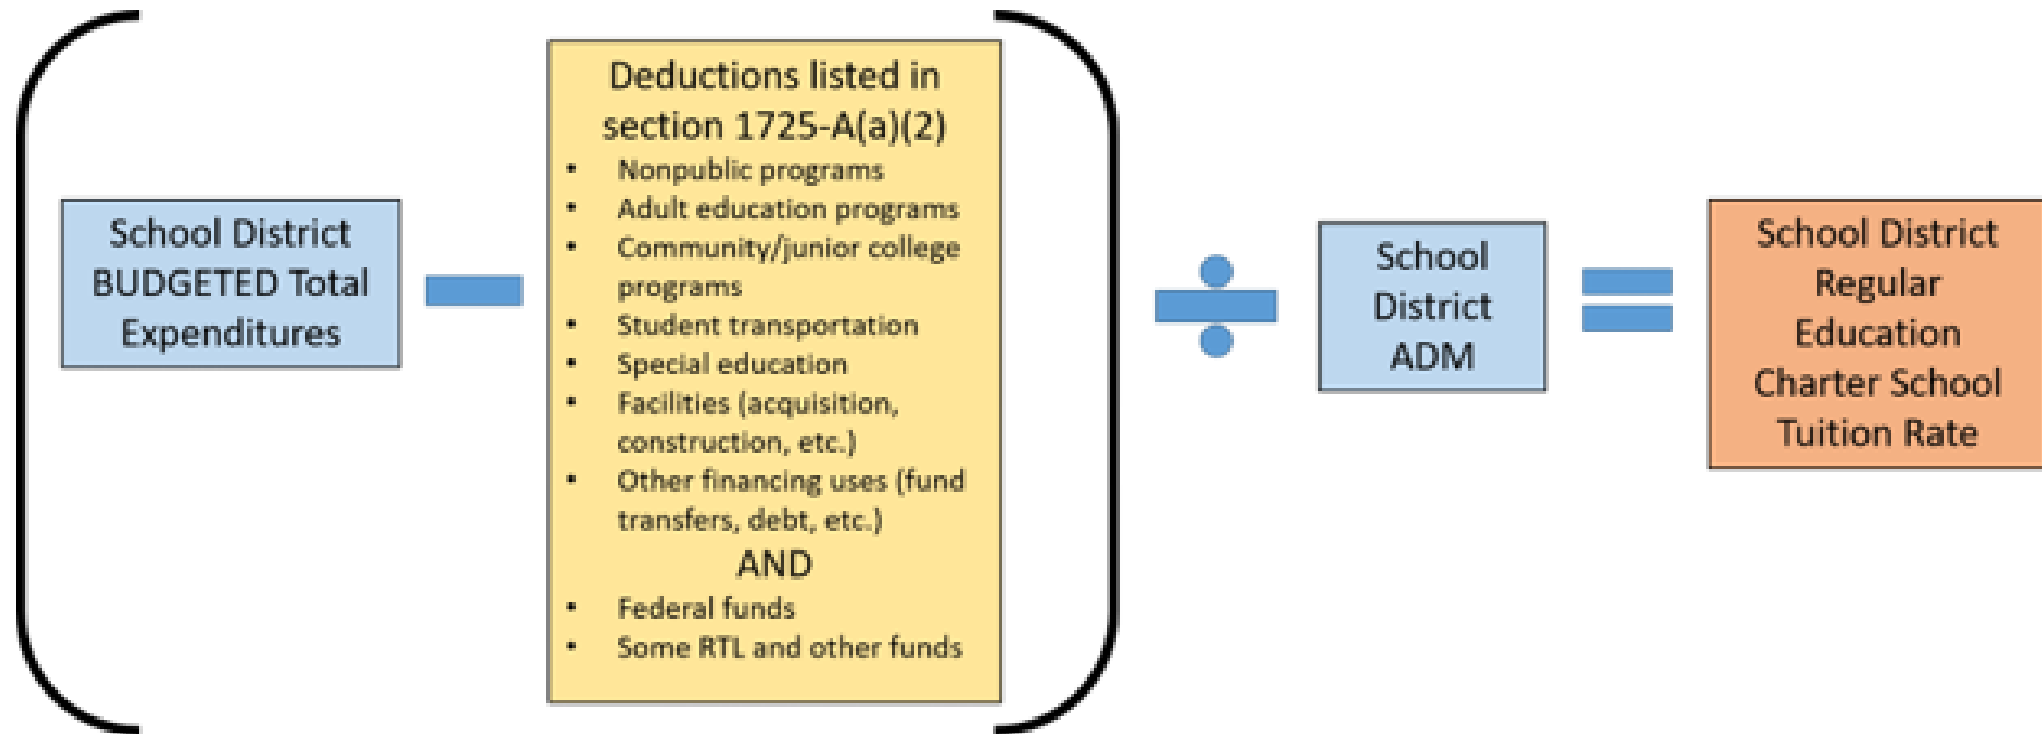 School District
BUDGETED Total
Expenditures
Deductions listed in
section 1725-A(a)(2)
• Nonpublic programs
• Adult education programs
• Community/junior college
programs
• Student transportation
• Special education
• Facilities (acquisition,
construction, etc.)
• Other financing uses (fund
transfers, debt, etc.)
AND
• Federal funds
• Some RTL and other funds
School
District
ADM
School District
Regular
Education
Charter School
Tuition Rate